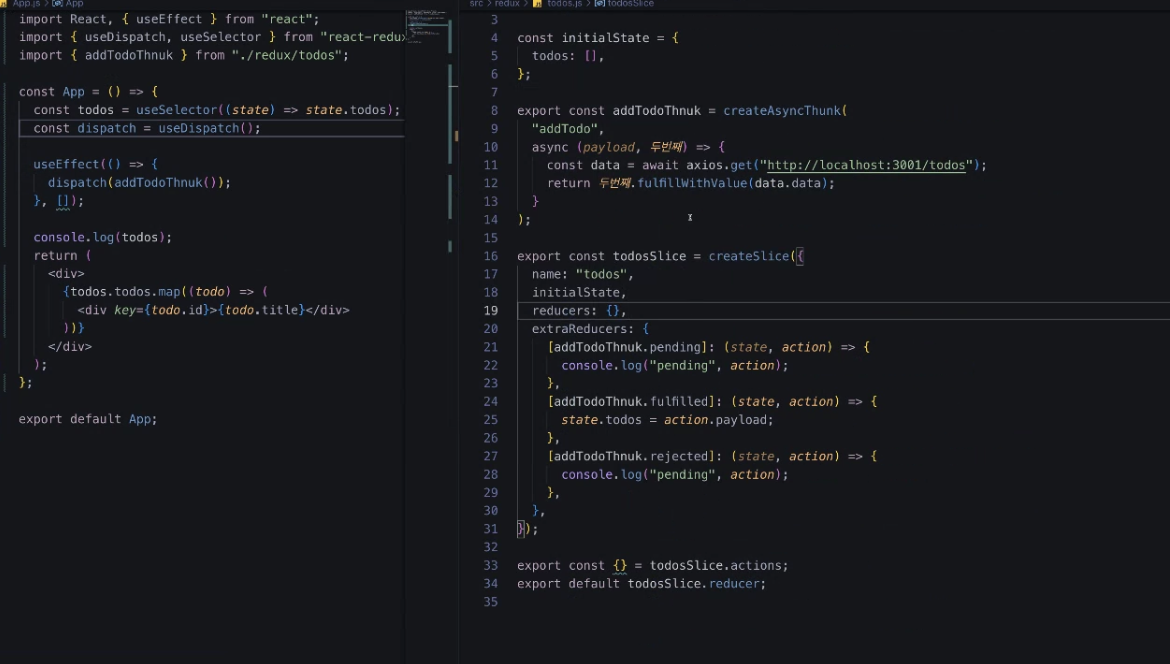 App.js > App
import React, { useEffect } from "react";
import { useDispatch, useSelector } from "react-redux
import { addTodoThnuk } from "./redux/todos";
const App = () => {
const todos = useSelector((state) => state.todos);
const dispatch = useDispatch();
useEffect(() => {
dispatch(addTodoThnuk());
}, []);
console.log(todos);
return (
<div>
{todos.todos.map((todo) => (
<div key={todo.id}>{todo.title}</div>
))}
</div>
);
};
export default App;
src > redux > todos.js > todosSlice
3
4 const initialState = {
5 todos: [],
6 };
7
8 export const addTodoThnuk = createAsyncThunk(
9 "addTodo",
10 async (payload, 두번째) => {
11 const data = await axios.get("http://localhost:3001/todos");
12 return 두번째.fulfillWithValue(data.data);
13 }
14 );
15
16 export const todosSlice = createSlice({
17 name: "todos",
18 initialState,
19 reducers: {},
20 extraReducers: {
21 [addTodoThnuk.pending]: (state, action) => {
22 console.log("pending", action);
23 },
24 [addTodoThnuk.fulfilled]: (state, action) => {
25 state.todos = action.payload;
26 },
27 [addTodoThnuk.rejected]: (state, action) => {
28 console.log("pending", action);
29 },
30 },
31 });
32
33 export const {} = todosSlice.actions;
34 export default todosSlice.reducer;
35